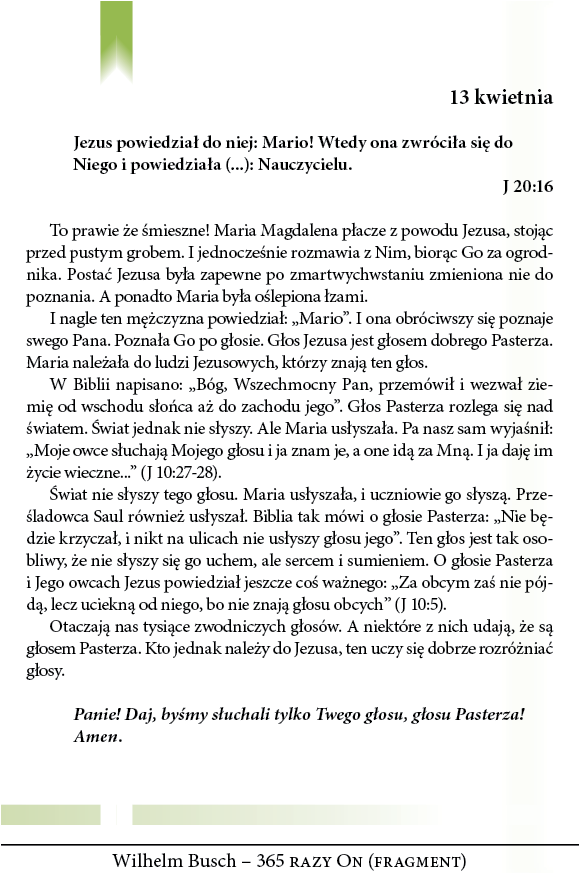 13 kwietnia
Jezus powiedział do niej: Mario! Wtedy ona zwróciła się do
Niego i powiedziała (...): Nauczycielu.
J 20:16
To prawie że śmieszne! Maria Magdalena płacze z powodu Jezusa, stojąc
przed pustym grobem. I jednocześnie rozmawia z Nim, biorąc Go za ogrod-
nika. Postać Jezusa była zapewne po zmartwychwstaniu zmieniona nie do
poznania. A ponadto Maria była oślepiona łzami.
I nagle ten mężczyzna powiedział: „Mario”. I ona obróciwszy się poznaje
swego Pana. Poznała Go po głosie. Głos Jezusa jest głosem dobrego Pasterza.
Maria należała do ludzi Jezusowych, którzy znają ten głos.
W Biblii napisano: „Bóg, Wszechmocny Pan, przemówił i wezwał zie-
mię od wschodu słońca aż do zachodu jego”. Głos Pasterza rozlega się nad
światem. Świat jednak nie słyszy. Ale Maria usłyszała. Pa nasz sam wyjaśnił:
„Moje owce słuchają Mojego głosu i ja znam je, a one idą za Mną. I ja daję im
życie wieczne...” (J 10:27-28).
Świat nie słyszy tego głosu. Maria usłyszała, i uczniowie go słyszą. Prze-
śladowca Saul również usłyszał. Biblia tak mówi o głosie Pasterza: „Nie bę-
dzie krzyczał, i nikt na ulicach nie usłyszy głosu jego”. Ten głos jest tak oso-
bliwy, że nie słyszy się go uchem, ale sercem i sumieniem. O głosie Pasterza
i Jego owcach Jezus powiedział jeszcze coś ważnego: „Za obcym zaś nie pój-
dą, lecz uciekną od niego, bo nie znają głosu obcych” (J 10:5).
Otaczają nas tysiące zwodniczych głosów. A niektóre z nich udają, że są
głosem Pasterza. Kto jednak należy do Jezusa, ten uczy się dobrze rozróżniać
głosy.
Panie! Daj, byśmy słuchali tylko Twego głosu, głosu Pasterza!
Amen.
Wilhelm Busch – 365 razy On (fragment)